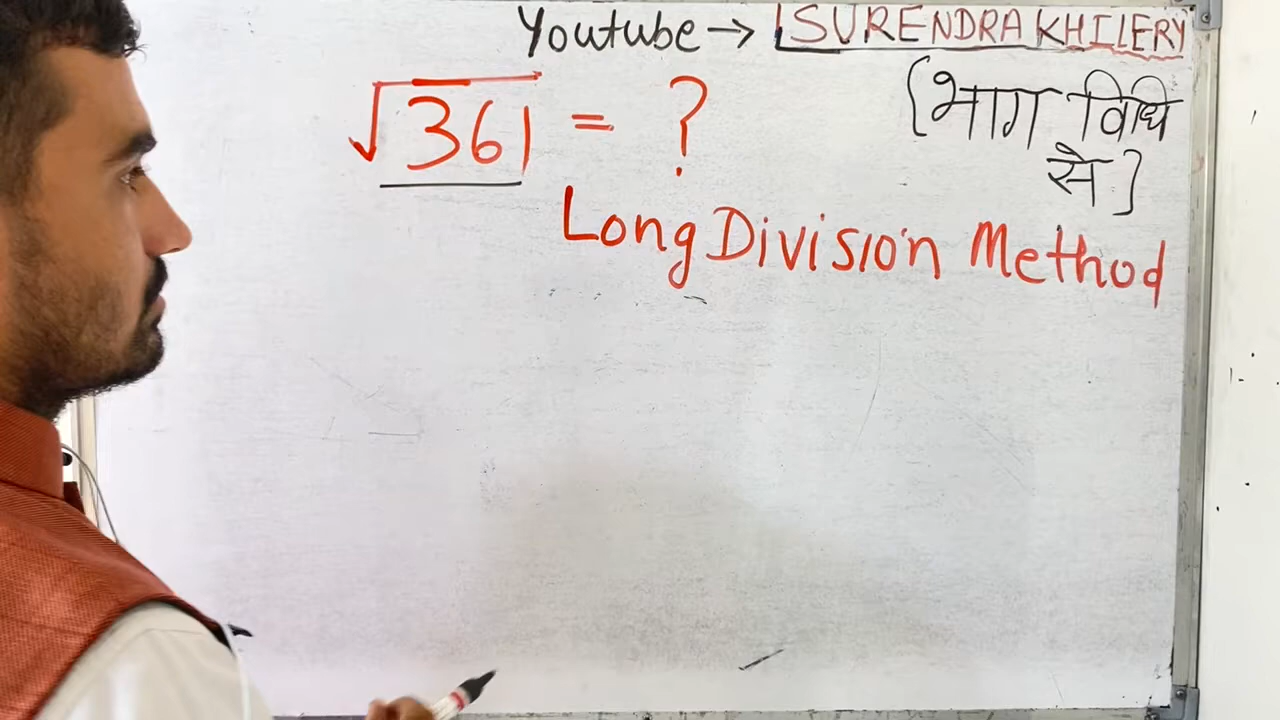 Youtube → SURENDRA KHILERY
√361 = ?
[भाग विधि
से]
Long Division Method